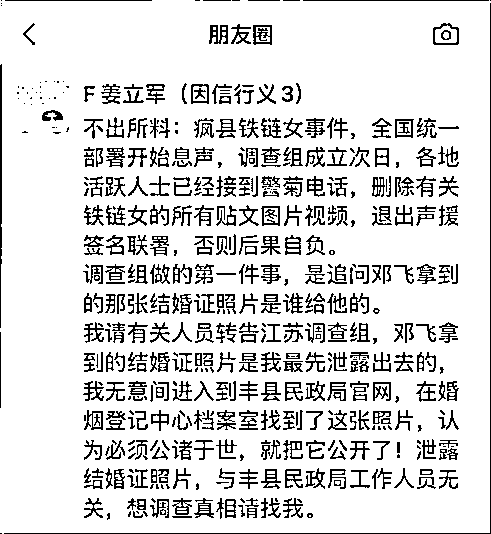 朋友圈
F 姜立军（因信行义3）
不出所料：疯县铁链女事件，全国统一
部署开始息声，调查组成立次日，各地
活跃人士已经接到警菊电话，删除有关
铁链女的所有贴文图片视频，退出声援
签名联署，否则后果自负。
调查组做的第一件事，是追问邓飞拿到
的那张结婚证照片是谁给他的。
我请有关人员转告江苏调查组，邓飞拿
到的结婚证照片是我最先泄露出去的，
我无意间进入到丰县民政局官网，在婚
烟登记中心档案室找到了这张照片，认
为必须公诸于世，就把它公开了！泄露
结婚证照片，与丰县民政局工作人员无
关，想调查真相请找我。